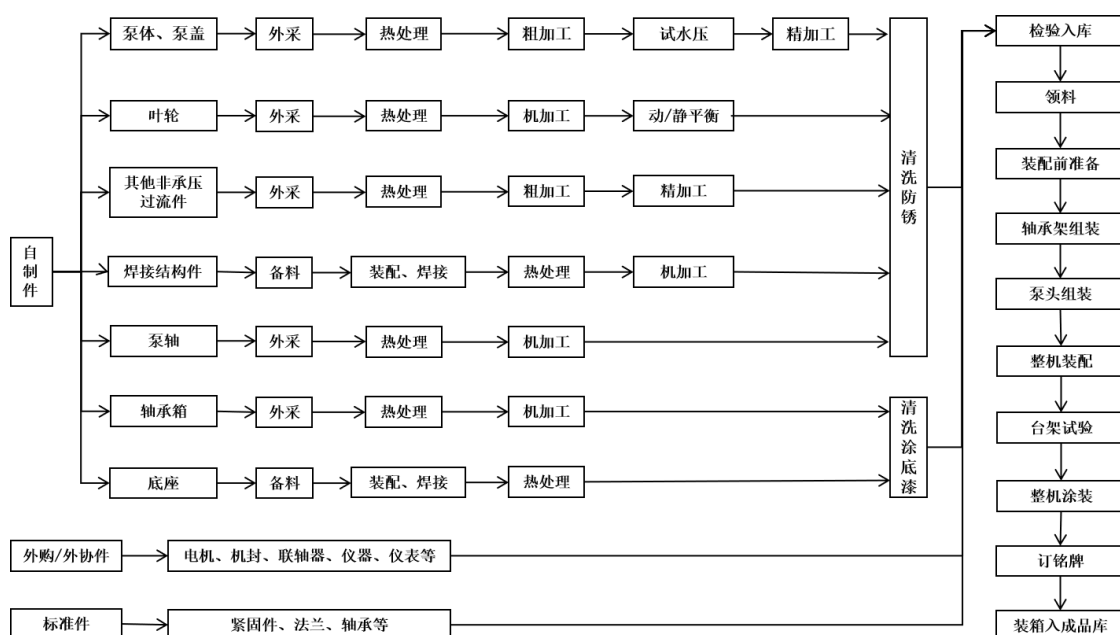 泵体、泵盖
外采
热处理
粗加工
试水压
精加工
叶轮
外采
热处理
机加工
动/静平衡
其他非承压
过流件
外采
热处理
粗加工
精加工
自
制
件
焊接结构件
备料
装配、焊接
热处理
机加工
泵轴
外采
热处理
机加工
清
洗
防
锈
轴承箱
外采
热处理
机加工
底座
备料
装配、焊接
热处理
清
洗
涂
底
漆
外购/外协件
电机、机封、联轴器、仪器、仪表等
标准件
紧固件、法兰、轴承等
检验入库
领料
装配前准备
轴承架组装
泵头组装
整机装配
台架试验
整机涂装
订铭牌
装箱入成品库